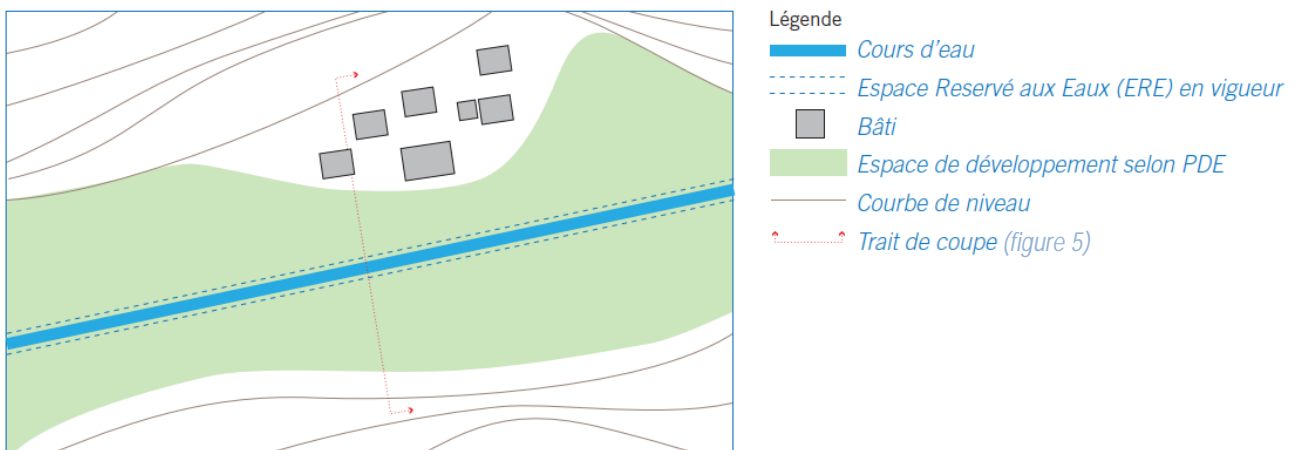 Légende
Cours d'eau
Espace Reservé aux Eaux (ERE) en vigueur
Bâti
Espace de développement selon PDE
Courbe de niveau
Trait de coupe (figure 5)